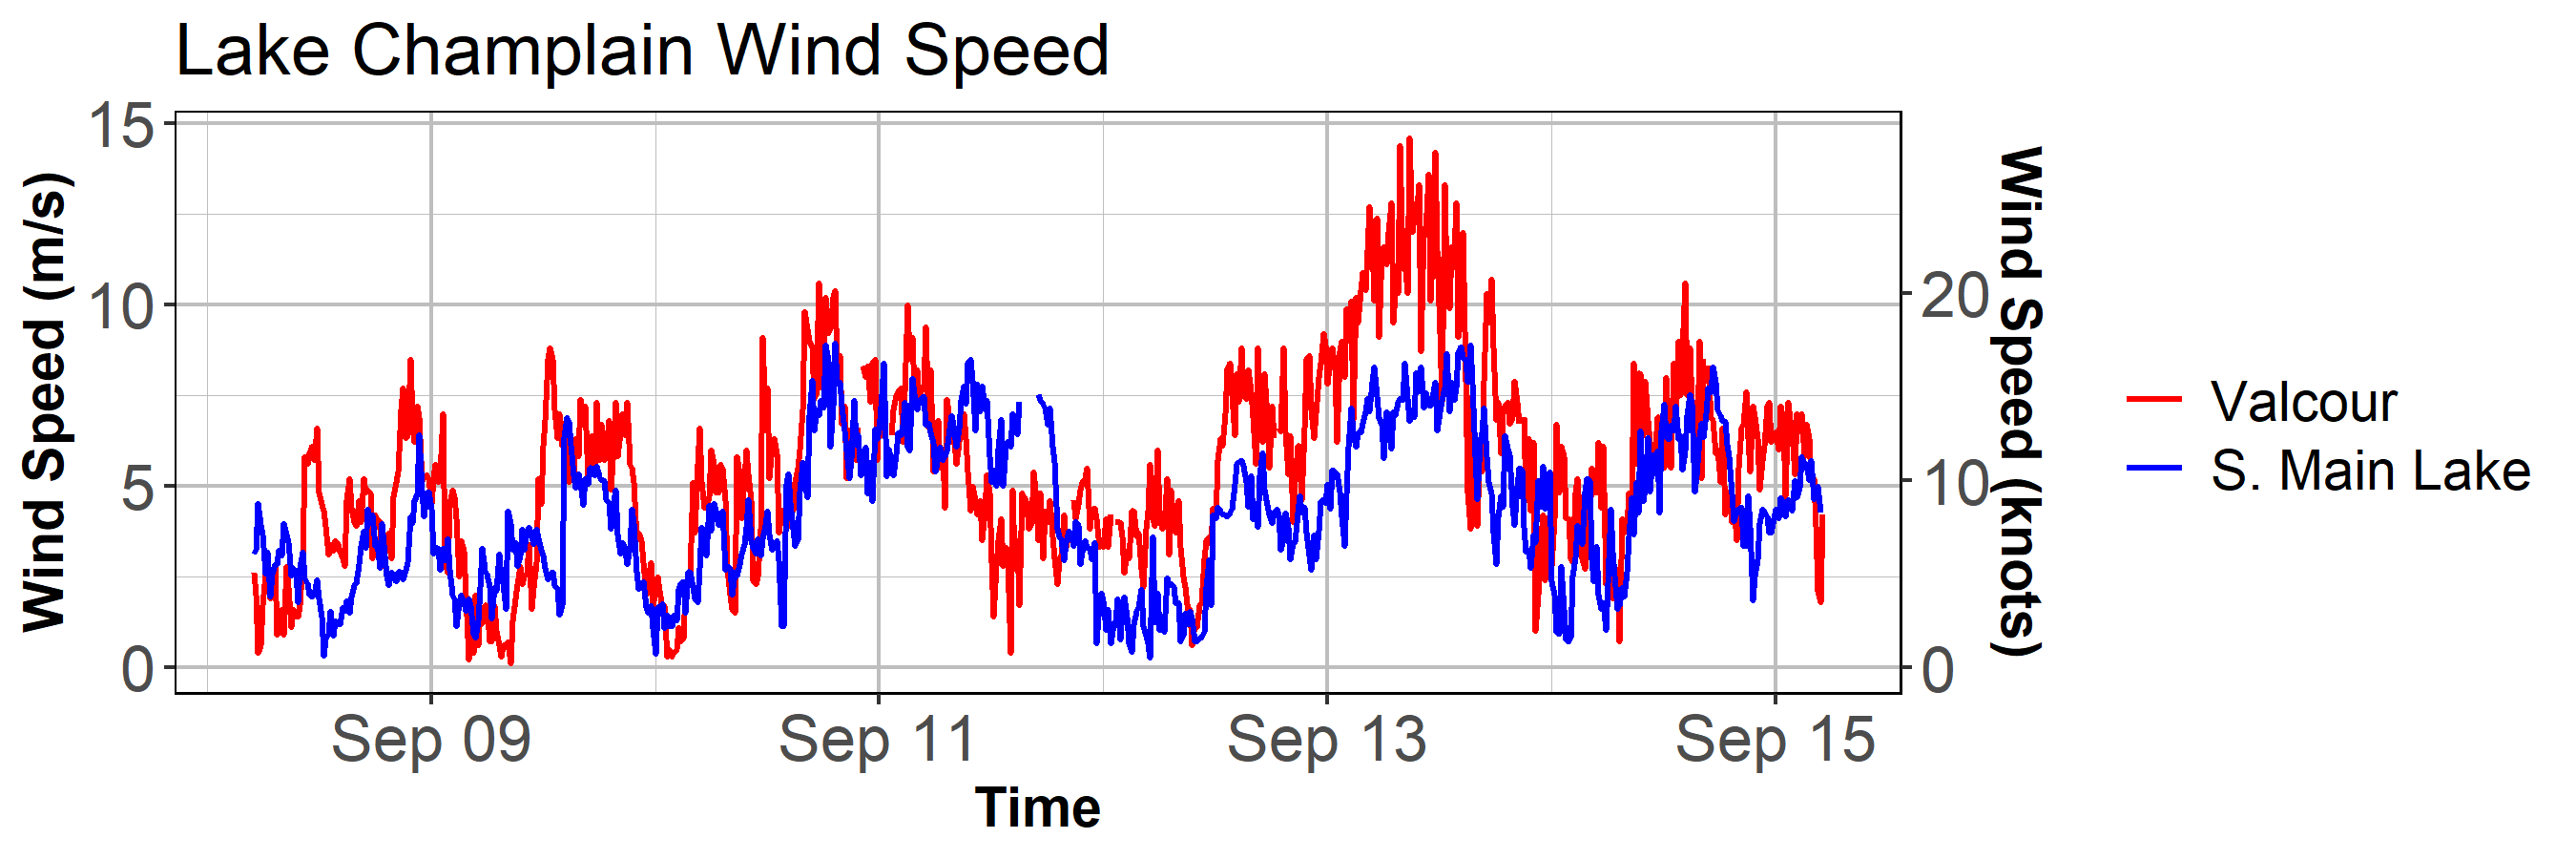 Lake Champlain Wind Speed
15
10
5
0
Wind Speed (m/s)
20
10
0
Wind Speed (knots)
Sep 09
Sep 11
Sep 13
Sep 15
Time
Valcour
S. Main Lake